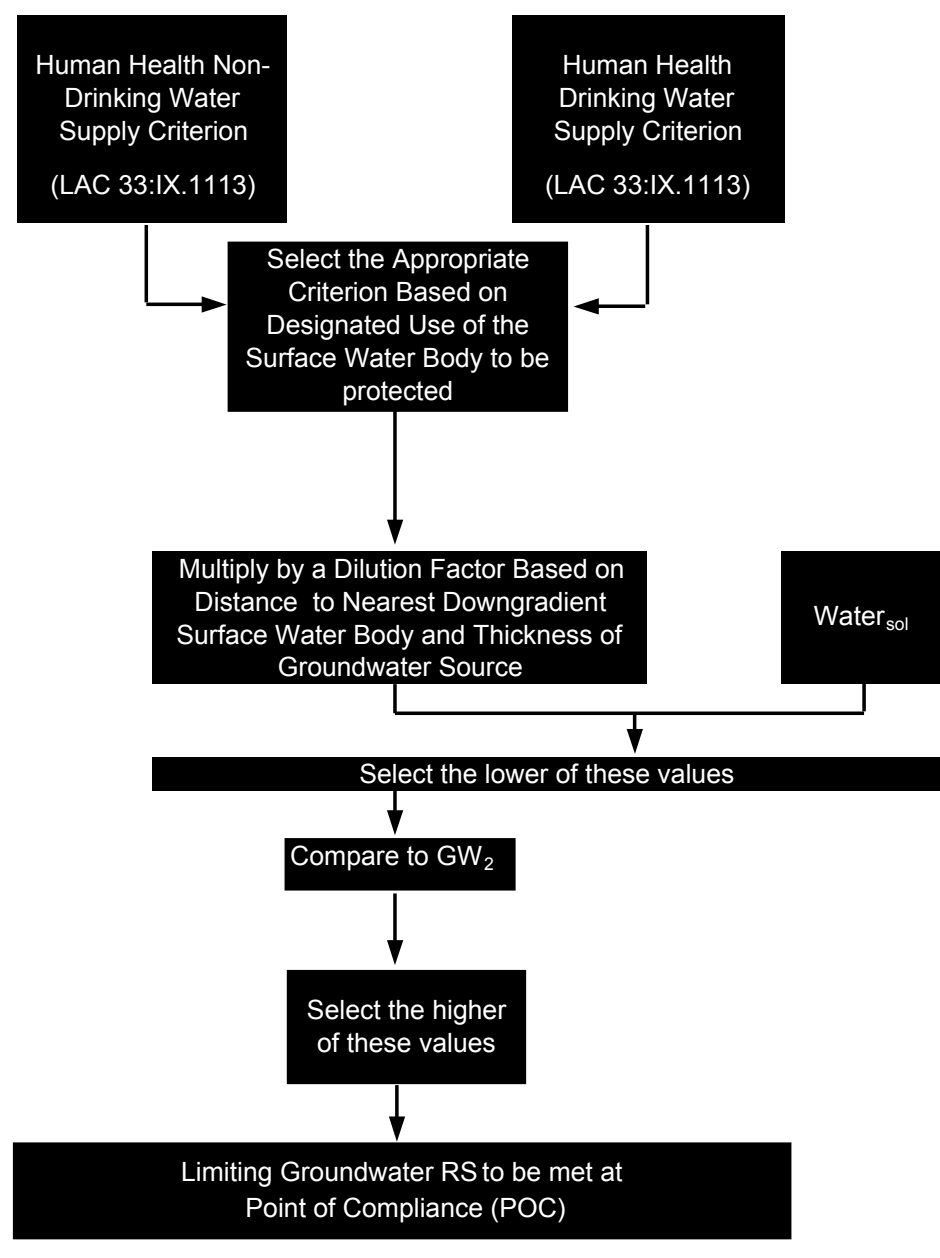 Human Health Non-
Drinking Water
Supply Criterion
(LAC 33:IX.1113)
Human Health
Drinking Water
Supply Criterion
(LAC 33:IX.1113)
Select the Appropriate
Criterion Based on
Designated Use of the
Surface Water Body to be
protected
Multiply by a Dilution Factor Based on
Distance to Nearest Downgradient
Surface Water Body and Thickness of
Groundwater Source
Water_sol
Select the lower of these values
Compare to GW₂
Select the higher
of these values
Limiting Groundwater RS to be met at
Point of Compliance (POC)